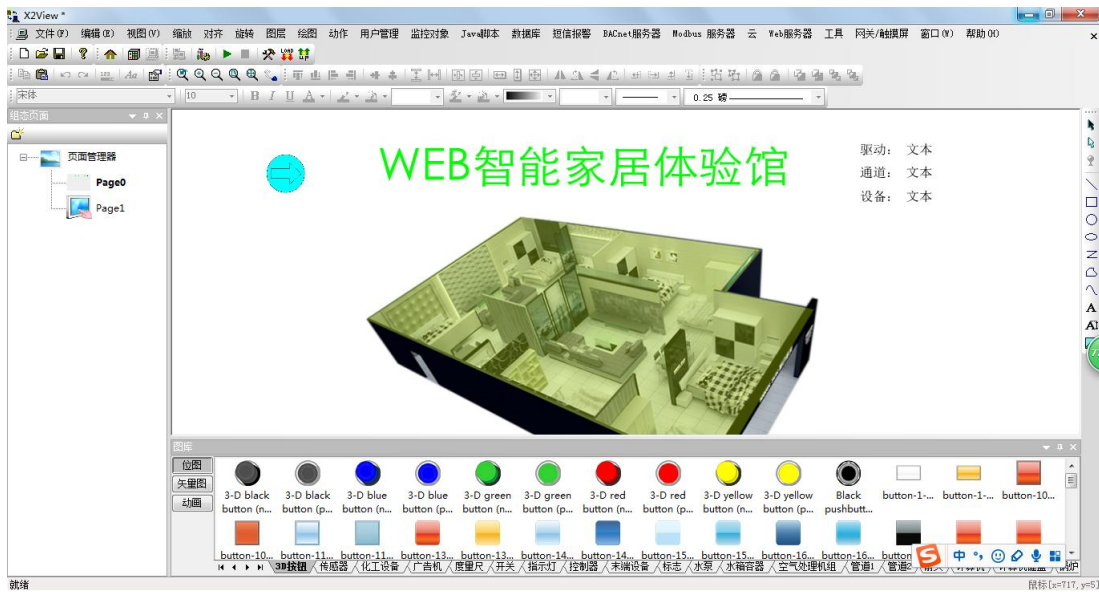 X2View *
文件(F) 编辑(E) 视图(V) 缩放 对齐 旋转 图层 绘图 动作 用户管理 监控对象 Java脚本 数据库 短信报警 BACnet服务器 Modbus 服务器 云 Web服务器 工具 网关/触摸屏 窗口(W) 帮助(H)
宋体 10 B I U A 0.25 磅
组态页面
页面管理器
Page0
Page1
WEB智能家居体验馆
驱动: 文本
通道: 文本
设备: 文本
图库
位图
矢量图
动画
3-D black 3-D black 3-D blue 3-D blue 3-D green 3-D green 3-D red 3-D red 3-D yellow 3-D yellow Black button-1-... button-1-... button-10...
button (n... button (p... button (n... button (p... button (n... button (p... button (n... button (p... button (n... button (p... pushbutt...
button-10... button-11... button-11... button-13... button-13... button-14... button-14... button-15... button-15... button-16... button-16... button
3D按钮 传感器 化工设备 广告机 度量尺 开关 指示灯 控制器 末端设备 标志 水泵 水箱容器 空气处理机组 管道1 管道2
中
就绪 鼠标[x=717, y=5]